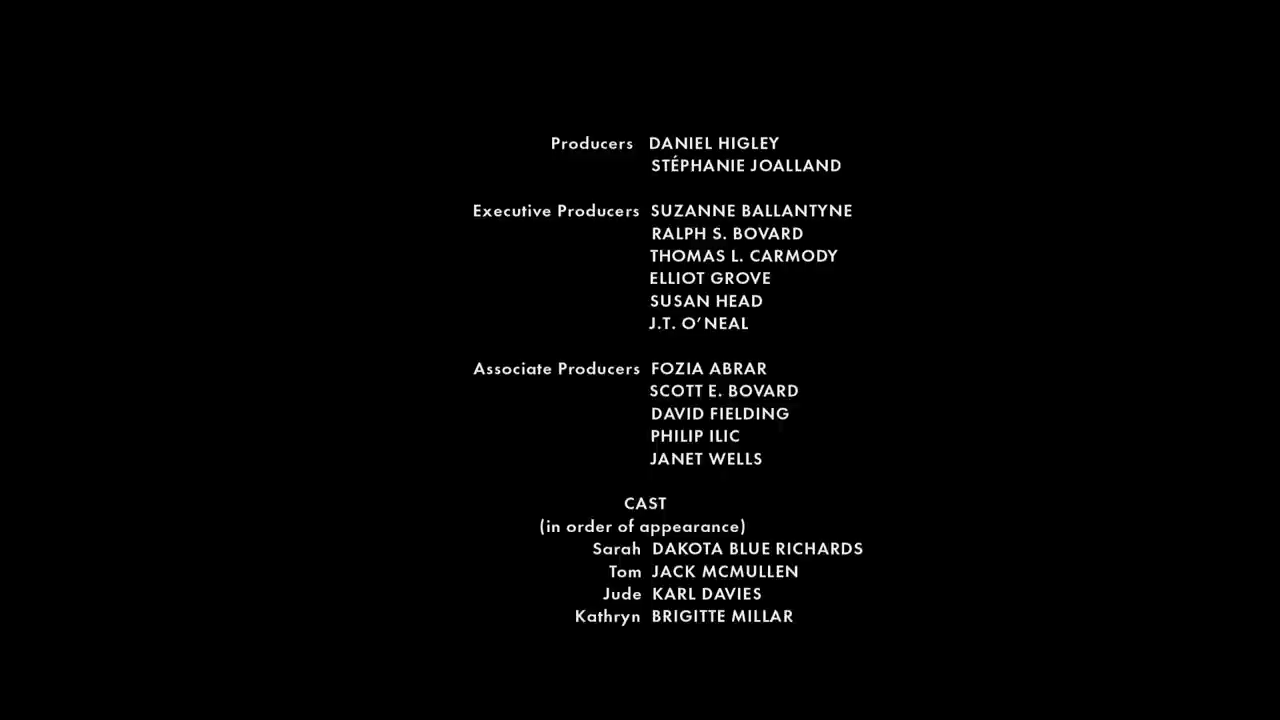 Producers DANIEL HIGLEY
STÉPHANIE JOALLAND
Executive Producers SUZANNE BALLANTYNE
RALPH S. BOVARD
THOMAS L. CARMODY
ELLIOT GROVE
SUSAN HEAD
J.T. O’NEAL
Associate Producers FOZIA ABRAR
SCOTT E. BOVARD
DAVID FIELDING
PHILIP ILIC
JANET WELLS
CAST
(in order of appearance)
Sarah DAKOTA BLUE RICHARDS
Tom JACK MCMULLEN
Jude KARL DAVIES
Kathryn BRIGITTE MILLAR